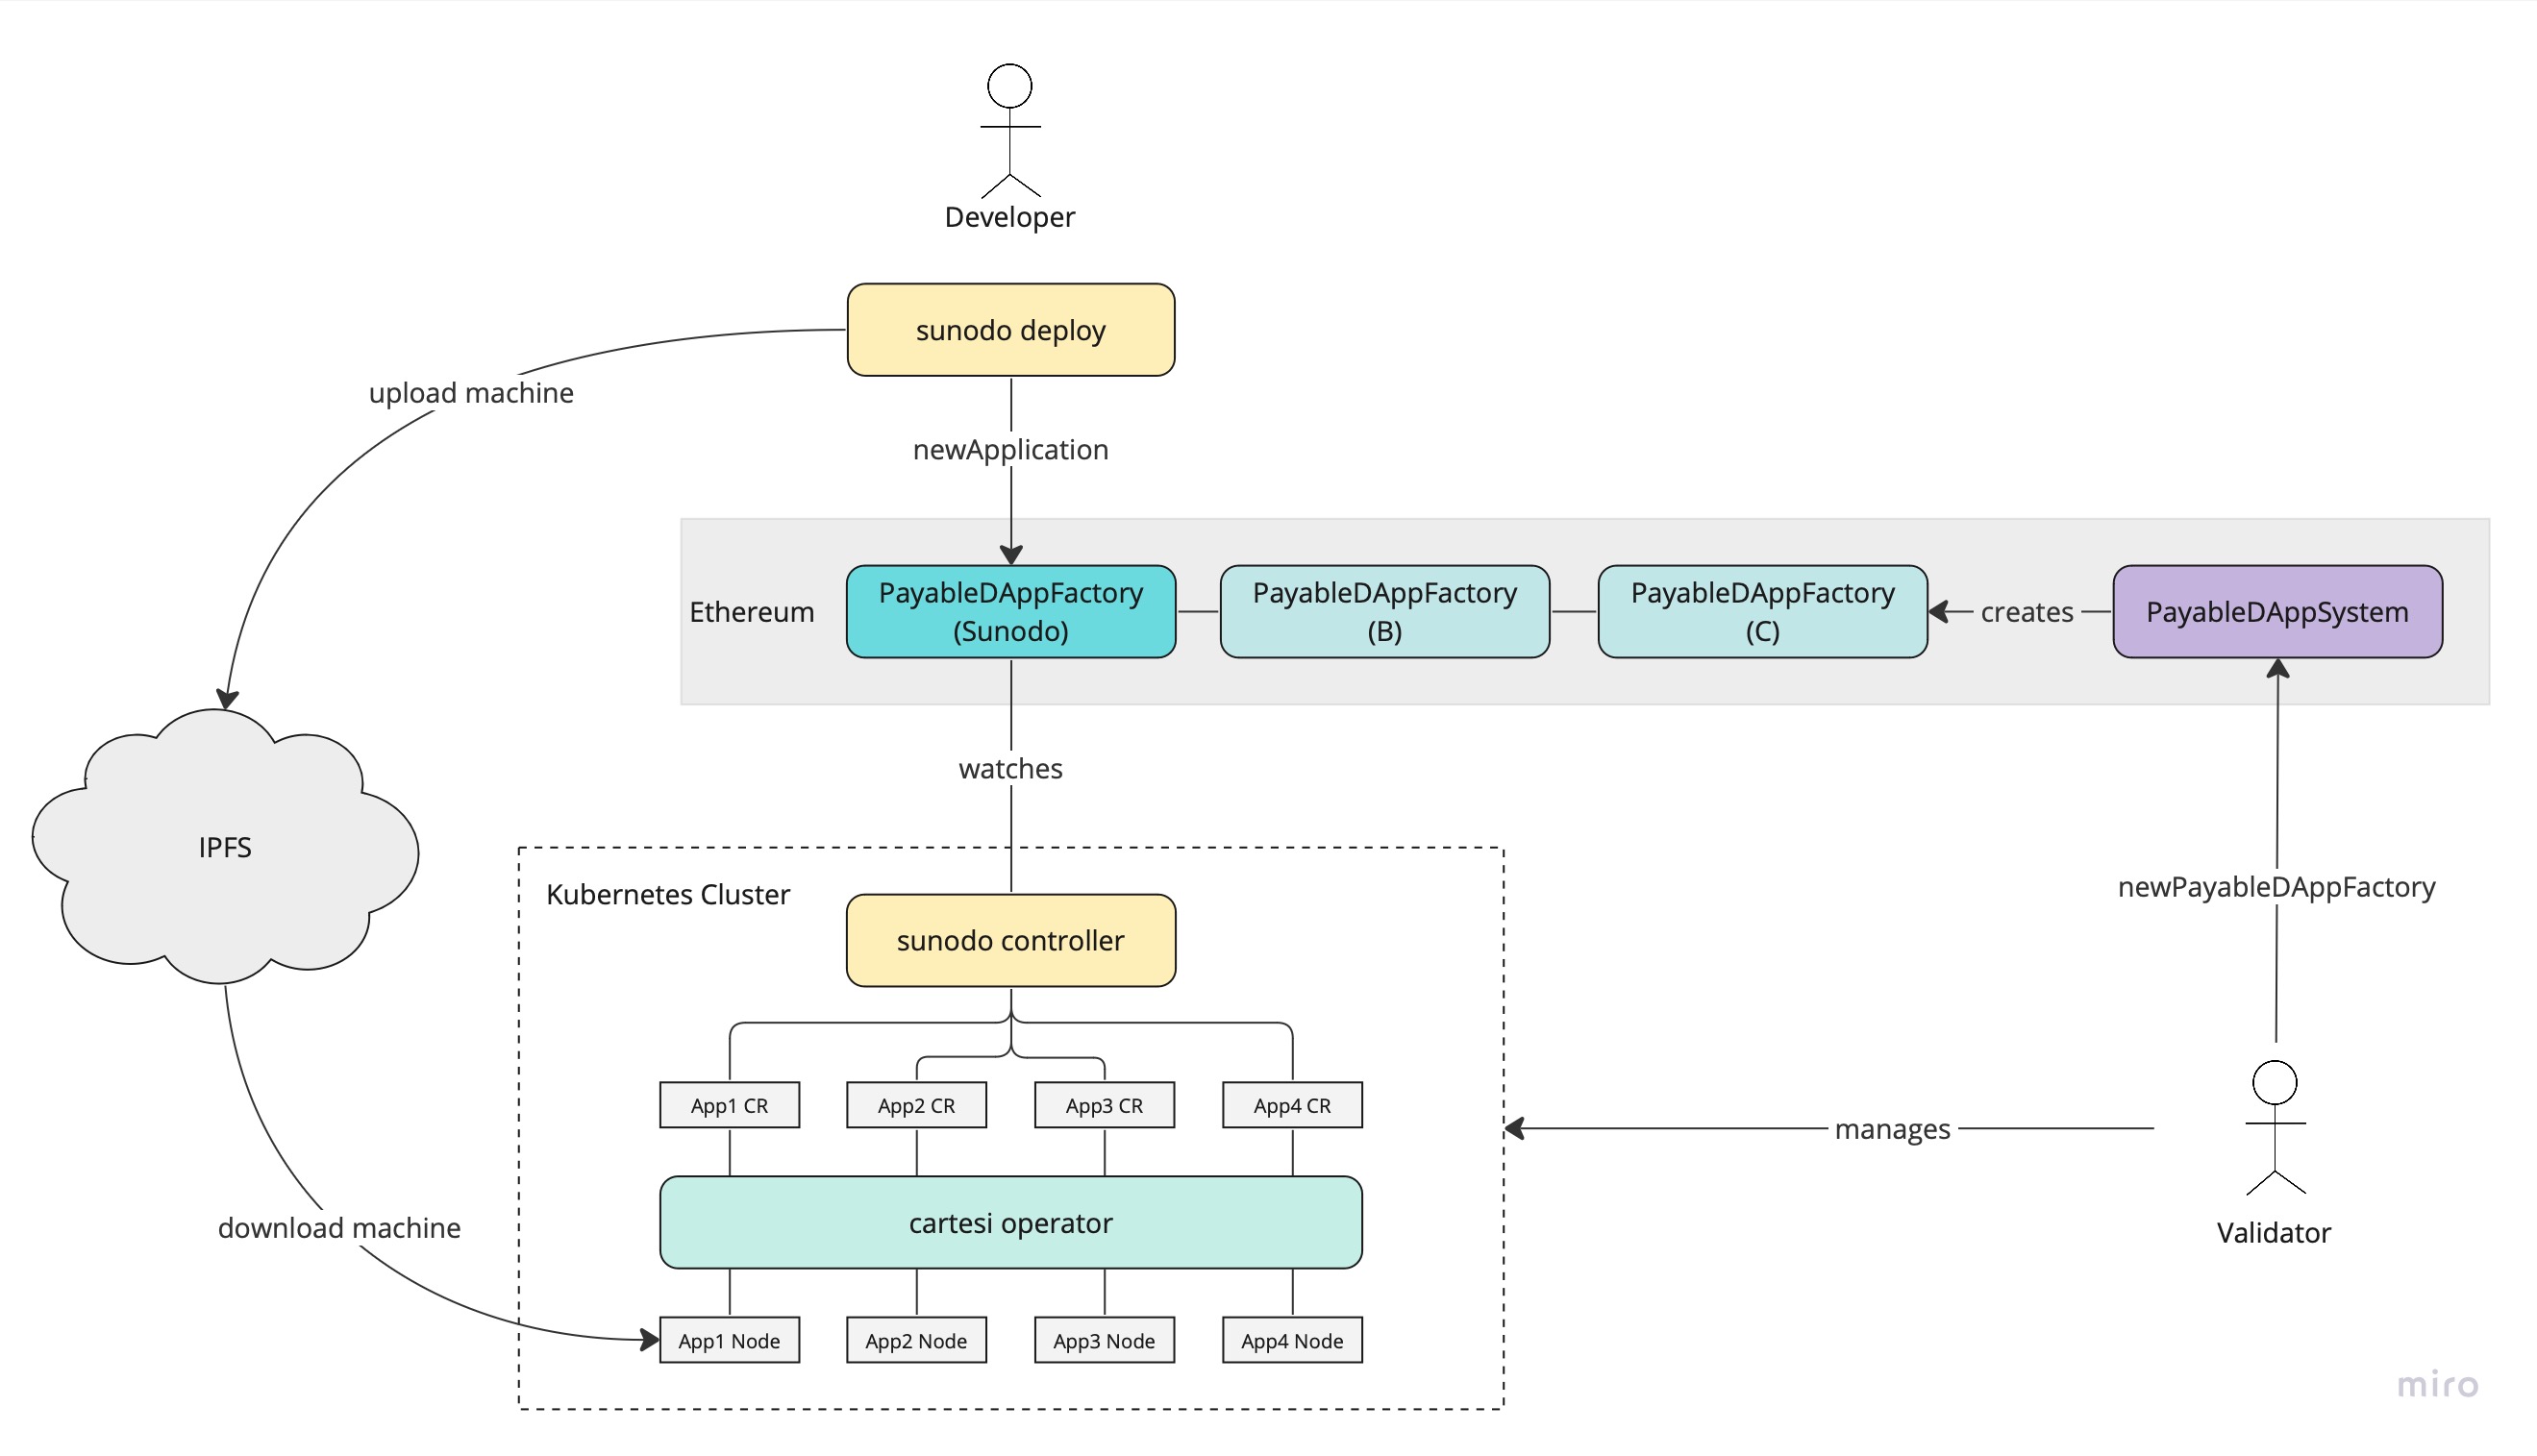 Developer
sunodo deploy
upload machine
newApplication
Ethereum
PayableDAppFactory
(Sunodo)
PayableDAppFactory
(B)
PayableDAppFactory
(C)
creates
PayableDAppSystem
watches
IPFS
newPayableDAppFactory
Kubernetes Cluster
sunodo controller
App1 CR
App2 CR
App3 CR
App4 CR
manages
cartesi operator
download machine
Validator
App1 Node
App2 Node
App3 Node
App4 Node
miro